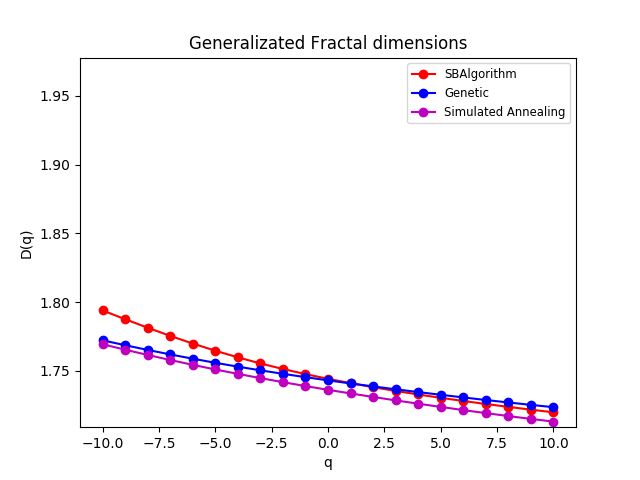 Generalizated Fractal dimensions
SBAlgorithm
Genetic
Simulated Annealing
1.95
1.90
1.85
1.80
1.75
D(q)
−10.0 −7.5 −5.0 −2.5 0.0 2.5 5.0 7.5 10.0
q